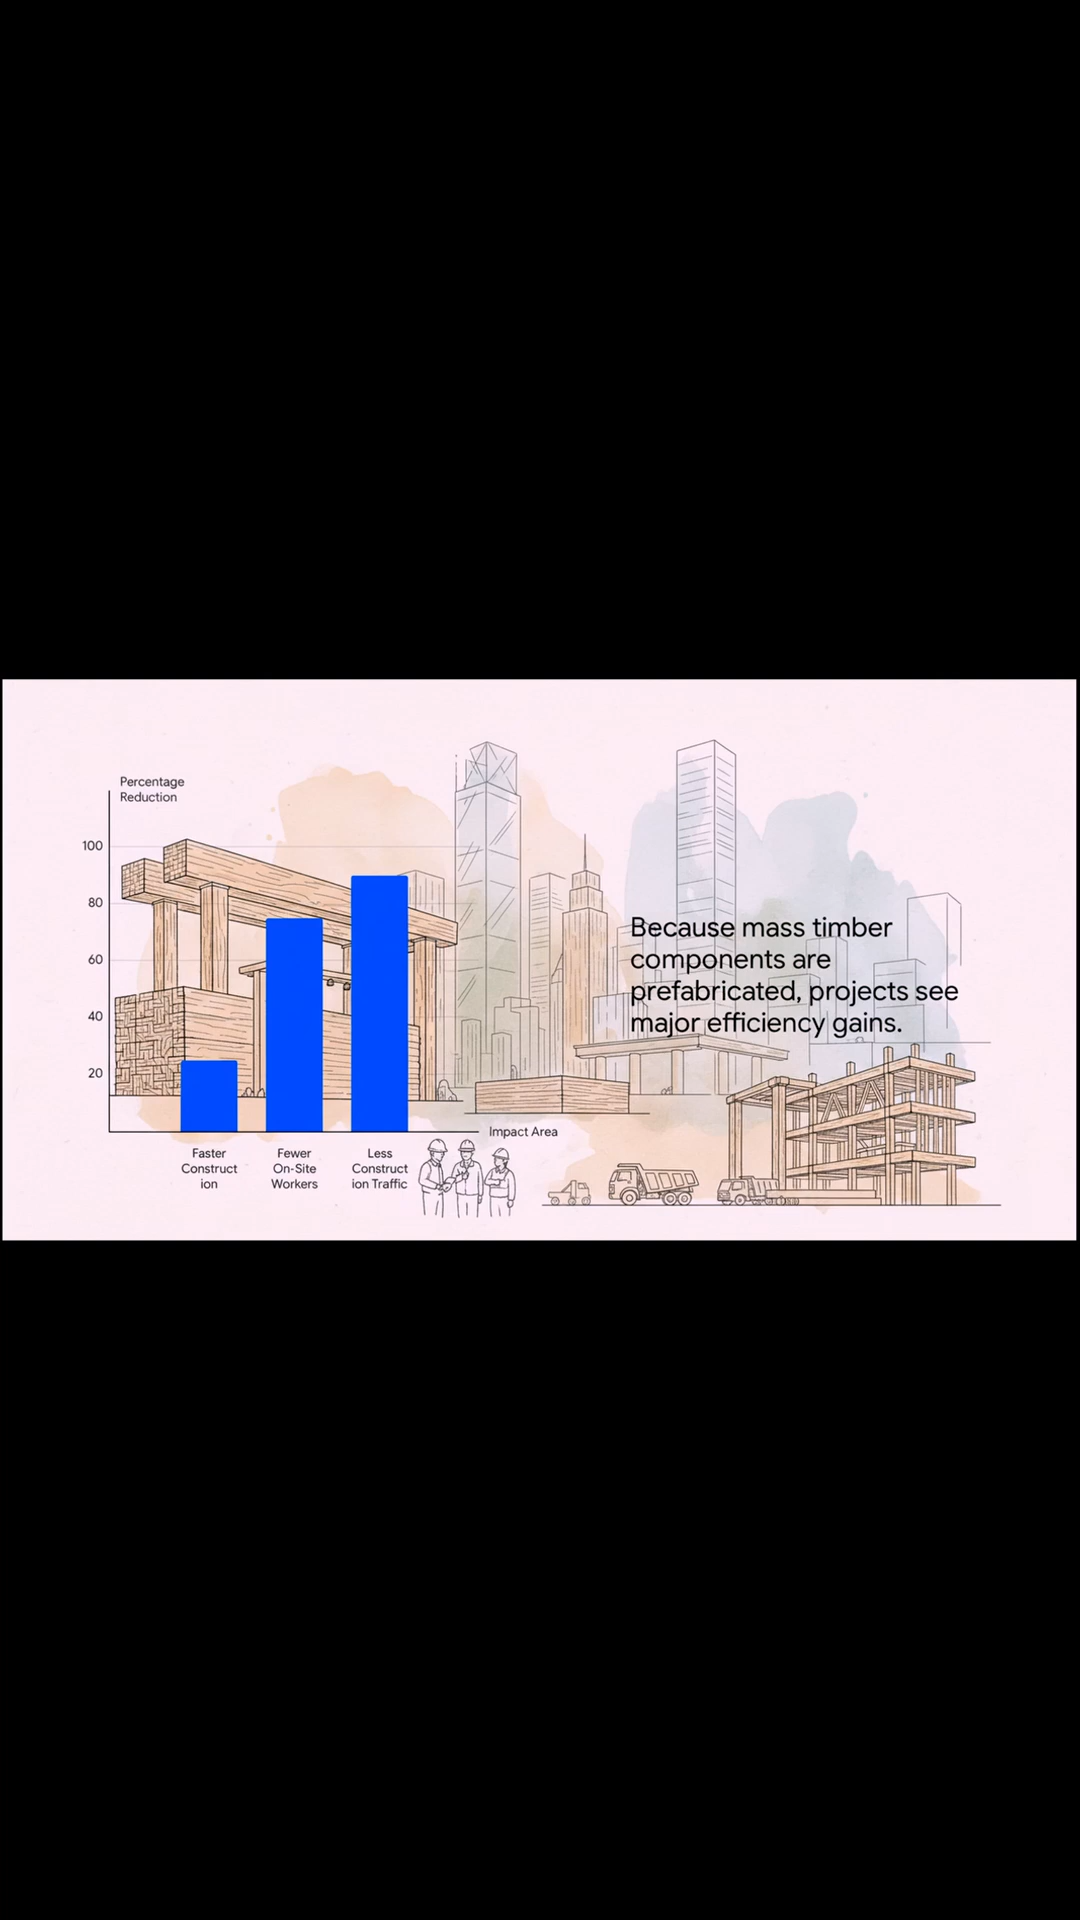 Percentage
Reduction
100
80
60
40
20
Impact Area
Faster
Construct
ion
Fewer
On-Site
Workers
Less
Construct
ion Traffic
Because mass timber
components are
prefabricated, projects see
major efficiency gains.